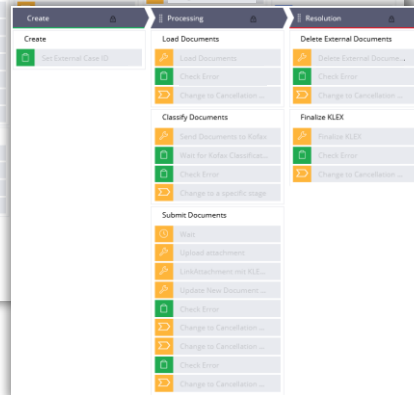 Create
Processing
Resolution
Create
Set External Case ID
Load Documents
Load Documents
Check Error
Change to Cancellation ...
Classify Documents
Send Documents to Kofax
Wait for Kofax Classificat...
Check Error
Change to a specific stage
Submit Documents
Wait
Upload attachment
LinkAttachment mit KLE...
Update New Document ...
Check Error
Change to Cancellation ...
Change to Cancellation ...
Check Error
Change to Cancellation ...
Delete External Documents
Delete External Docume...
Check Error
Change to Cancellation ...
Finalize KLEX
Finalize KLEX
Check Error
Change to Cancellation ...